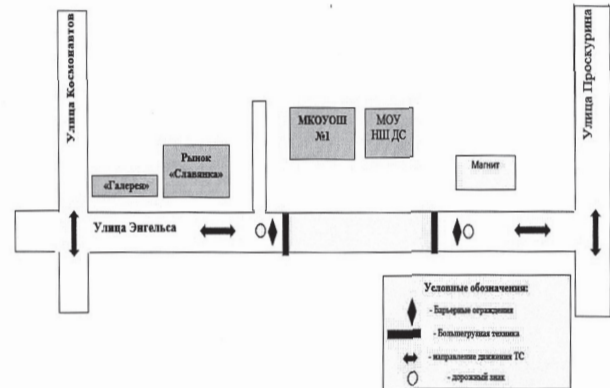 Улица Космонавтов
Улица Проскурина
МКОУОШ
№1
МОУ
НШ ДС
Рынок
«Славянка»
«Галерея»
Магнит
Улица Энгельса
Условные обозначения:
- Барьерные ограждения
- Большегрузная техника
- направление движения ТС
- дорожный знак